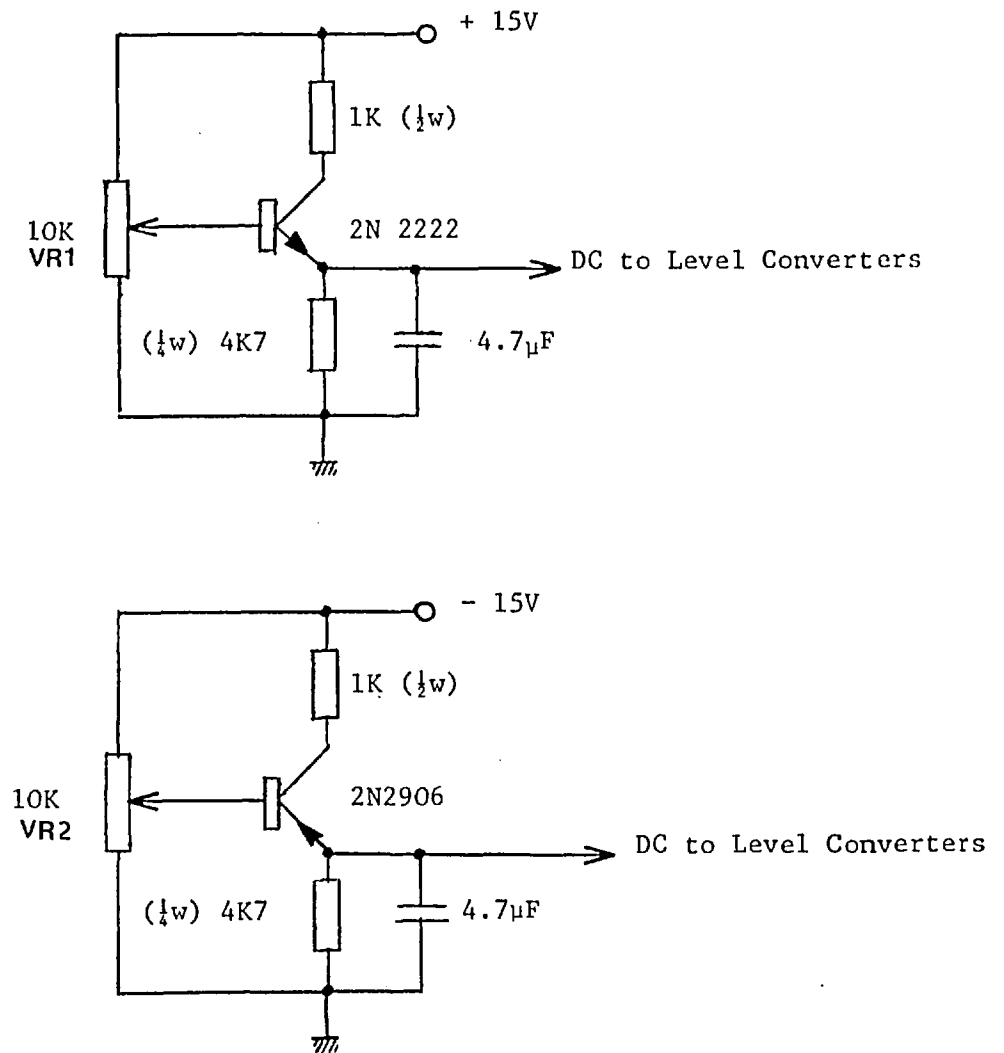 + 15V
1K (½w)
10K
VR1
2N 2222
DC to Level Converters
(¼w) 4K7
4.7µF
- 15V
1K (½w)
10K
VR2
2N2906
DC to Level Converters
(¼w) 4K7
4.7µF